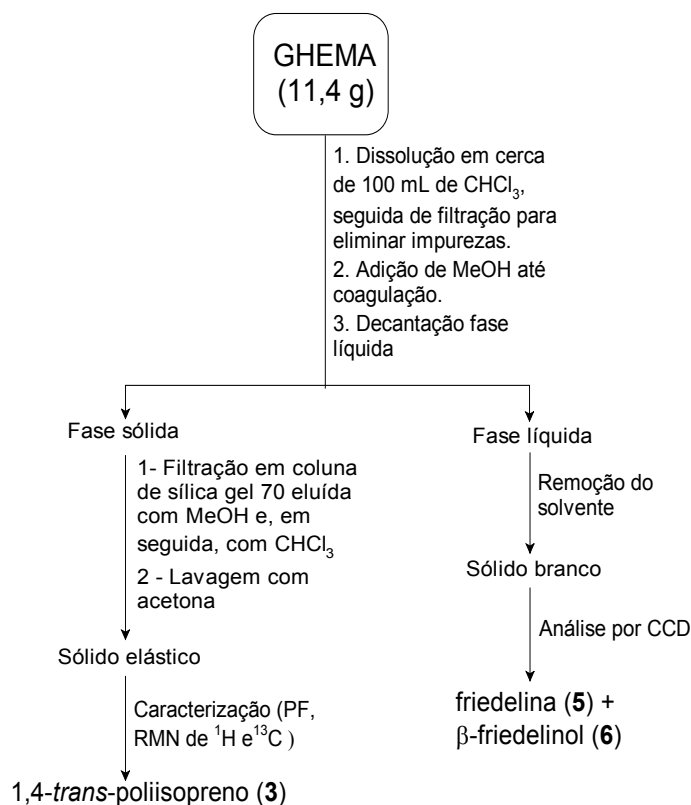 GHEMA
(11,4 g)
1. Dissolução em cerca
de 100 mL de CHCl₃,
seguida de filtração para
eliminar impurezas.
2. Adição de MeOH até
coagulação.
3. Decantação fase
líquida
Fase sólida
1- Filtração em coluna
de sílica gel 70 eluída
com MeOH e, em
seguida, com CHCl₃
2 - Lavagem com
acetona
Sólido elástico
Caracterização (PF,
RMN de ¹H e¹³C )
1,4-trans-poliisopreno (3)
Fase líquida
Remoção do
solvente
Sólido branco
Análise por CCD
friedelina (5) +
β-friedelinol (6)